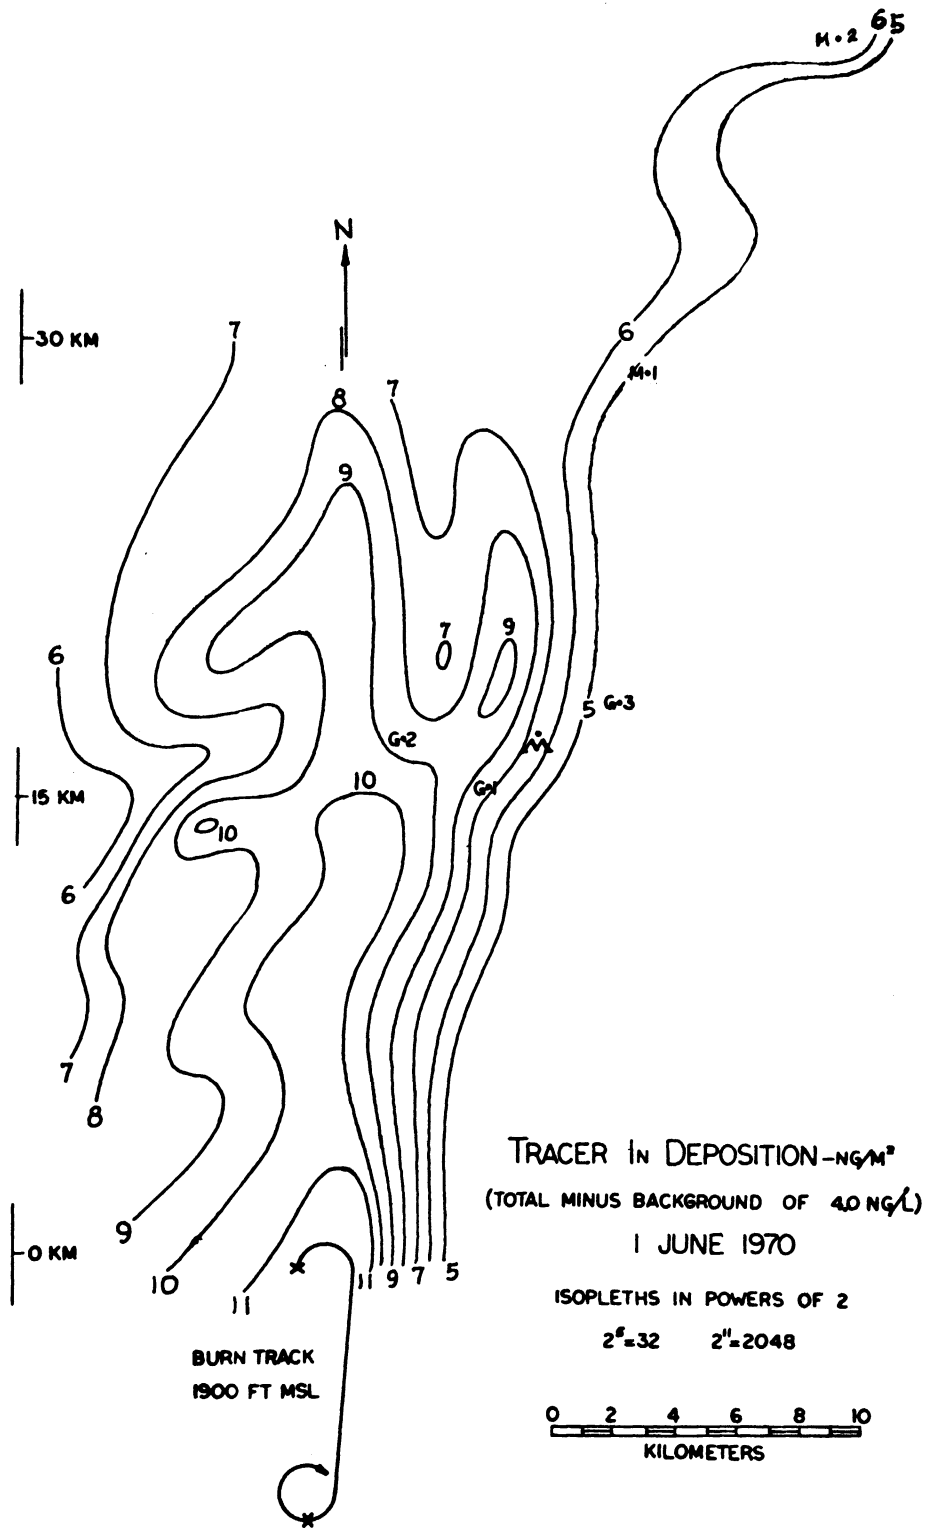 65
M•2
N
7
30 KM
6
M•1
8
7
9
6
7
9
5
G•3
G•2
M
15 KM
10
G•1
10
6
7
8
TRACER IN DEPOSITION-NG/M²
(TOTAL MINUS BACKGROUND OF 4.0 NG/L)
9
1 JUNE 1970
0 KM
10
11
11
9
7
5
ISOPLETHS IN POWERS OF 2
2⁵=32 2¹¹=2048
BURN TRACK
1900 FT MSL
0 2 4 6 8 10
KILOMETERS